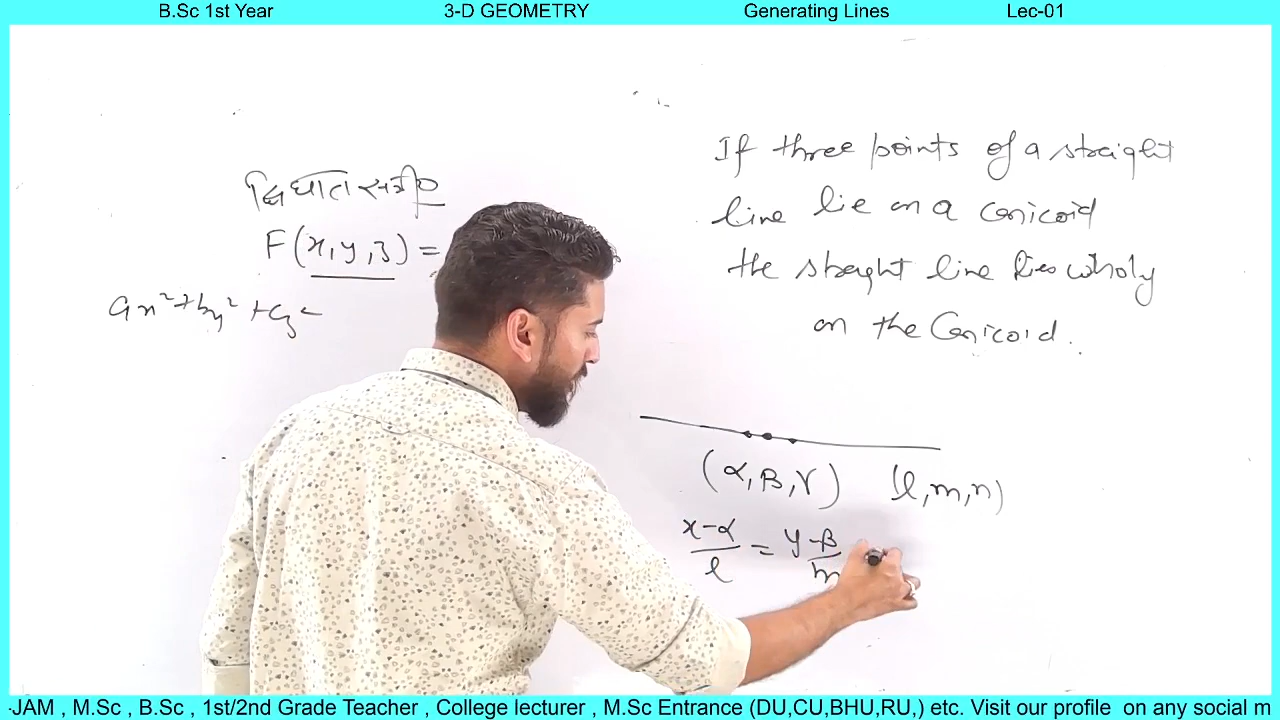 B.Sc 1st Year 3-D GEOMETRY Generating Lines Lec-01
If three points of a straight
line lie on a Conicoid
the straight line lies wholy
on the Conicoid.
द्विघात समी०
F(x,y,z) =
ax²+by²+cz²
(α,β,γ) (l,m,n)
x-α/l = y-β/m
JAM , M.Sc , B.Sc , 1st/2nd Grade Teacher , College lecturer , M.Sc Entrance (DU,CU,BHU,RU,) etc. Visit our profile on any social m